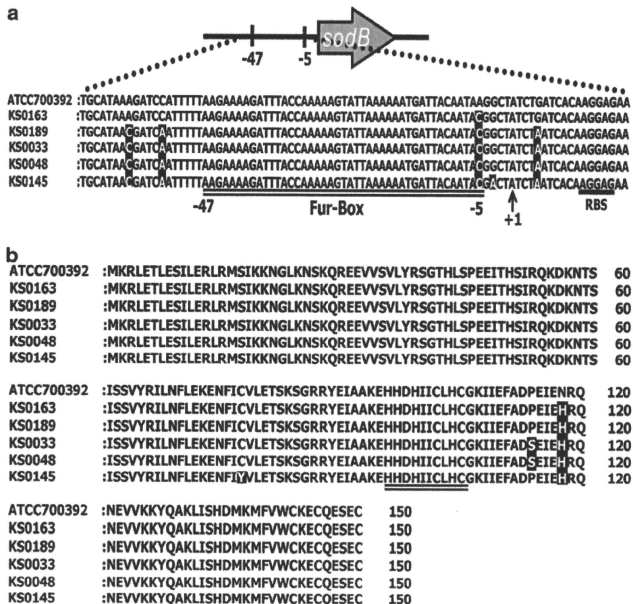 a
sodB
-47 -5
ATCC700392 :TGCATAAAGATCCATTTTTAAGAAAAGATTTACCAAAAAGTATTAAAAAATGATTACAATAAGGCTATCTGATCACAAGGAGAA
KS0163 :TGCATAAAGATCCATTTTTAAGAAAAGATTTACCAAAAAGTATTAAAAAATGATTACAATACGGCTATCTGATCACAAGGAGAA
KS0189 :TGCATAACGATCAATTTTTAAGAAAAGATTTACCAAAAAGTATTAAAAAATGATTACAATACGGCTATCTAATCACAAGGAGAA
KS0033 :TGCATAACGATCAATTTTTAAGAAAAGATTTACCAAAAAGTATTAAAAAATGATTACAATACGGCTATCTAATCACAAGGAGAA
KS0048 :TGCATAACGATCAATTTTTAAGAAAAGATTTACCAAAAAGTATTAAAAAATGATTACAATACGGCTATCTAATCACAAGGAGAA
KS0145 :TGCATAACGATCAATTTTTAAGAAAAGATTTACCAAAAAGTATTAAAAAATGATTACAATACGACTATCTAATCACAAGGAGAA
-47 Fur-Box -5 +1 RBS
b
ATCC700392 :MKRLETLESILERLRMSIKKNGLKNSKQREEVVSVLYRSGTHLSPEEITHSIRQKDKNTS 60
KS0163 :MKRLETLESILERLRMSIKKNGLKNSKQREEVVSVLYRSGTHLSPEEITHSIRQKDKNTS 60
KS0189 :MKRLETLESILERLRMSIKKNGLKNSKQREEVVSVLYRSGTHLSPEEITHSIRQKDKNTS 60
KS0033 :MKRLETLESILERLRMSIKKNGLKNSKQREEVVSVLYRSGTHLSPEEITHSIRQKDKNTS 60
KS0048 :MKRLETLESILERLRMSIKKNGLKNSKQREEVVSVLYRSGTHLSPEEITHSIRQKDKNTS 60
KS0145 :MKRLETLESILERLRMSIKKNGLKNSKQREEVVSVLYRSGTHLSPEEITHSIRQKDKNTS 60
ATCC700392 :ISSVYRILNFLEKENFICVLETSKSGRRYEIAAKEHHDHIICLHCGKIIEFADPEIENRQ 120
KS0163 :ISSVYRILNFLEKENFICVLETSKSGRRYEIAAKEHHDHIICLHCGKIIEFADPEIEHRQ 120
KS0189 :ISSVYRILNFLEKENFICVLETSKSGRRYEIAAKEHHDHIICLHCGKIIEFADPEIEHRQ 120
KS0033 :ISSVYRILNFLEKENFICVLETSKSGRRYEIAAKEHHDHIICLHCGKIIEFADSEIEHRQ 120
KS0048 :ISSVYRILNFLEKENFICVLETSKSGRRYEIAAKEHHDHIICLHCGKIIEFADSEIEHRQ 120
KS0145 :ISSVYRILNFLEKENFIYVLETSKSGRRYEIAAKEHHDHIICLHCGKIIEFADPEIEHRQ 120
ATCC700392 :NEVVKKYQAKLISHDMKMFVWCKECQESEC 150
KS0163 :NEVVKKYQAKLISHDMKMFVWCKECQESEC 150
KS0189 :NEVVKKYQAKLISHDMKMFVWCKECQESEC 150
KS0033 :NEVVKKYQAKLISHDMKMFVWCKECQESEC 150
KS0048 :NEVVKKYQAKLISHDMKMFVWCKECQESEC 150
KS0145 :NEVVKKYQAKLISHDMKMFVWCKECQESEC 150